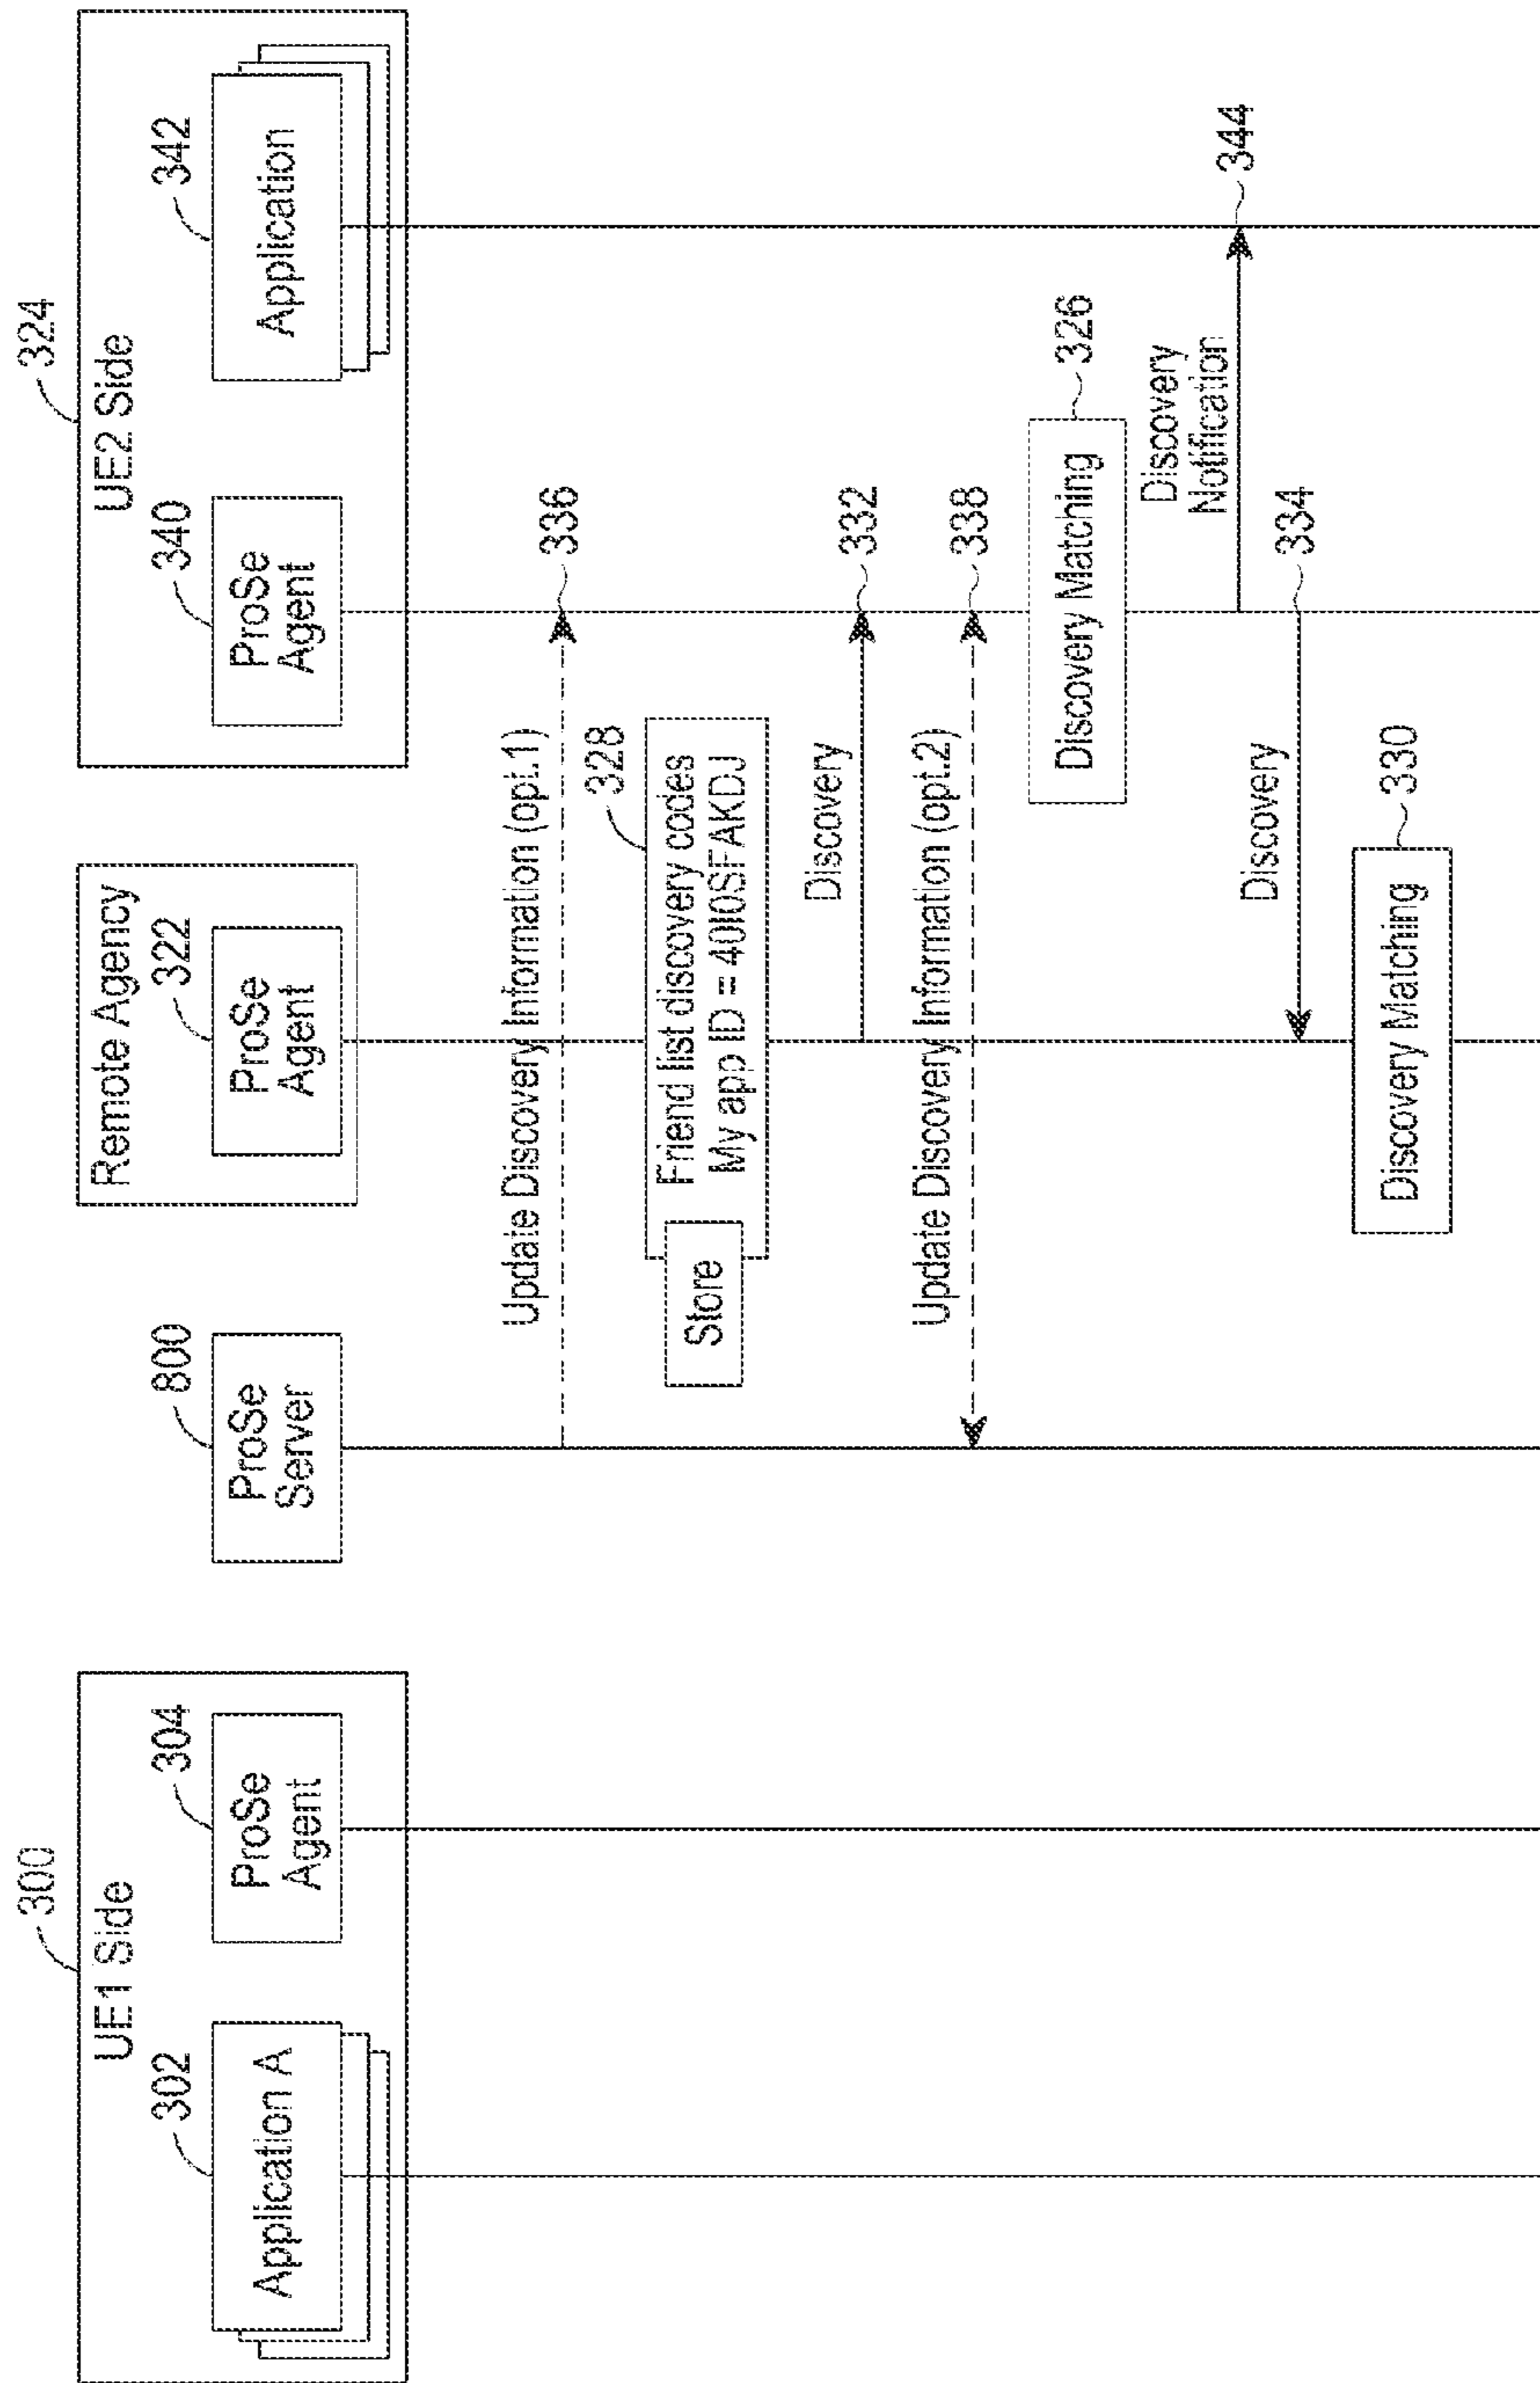 300
UE1 Side
302
Application A
304
ProSe
Agent
800
ProSe
Server
Remote Agency
322
ProSe
Agent
324
UE2 Side
340
ProSe
Agent
342
Application
Update Discovery Information (opt.1)
336
328
Store
Friend list discovery codes
My app ID = 40I0SFAKDJ
Discovery
332
Update Discovery Information (opt.2)
338
Discovery Matching
326
Discovery
Notification
344
Discovery
334
Discovery Matching
330